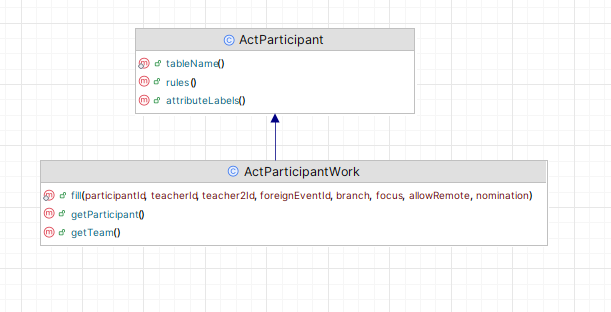 ActParticipant
tableName()
rules()
attributeLabels()
ActParticipantWork
fill(participantId, teacherId, teacher2Id, foreignEventId, branch, focus, allowRemote, nomination)
getParticipant()
getTeam()